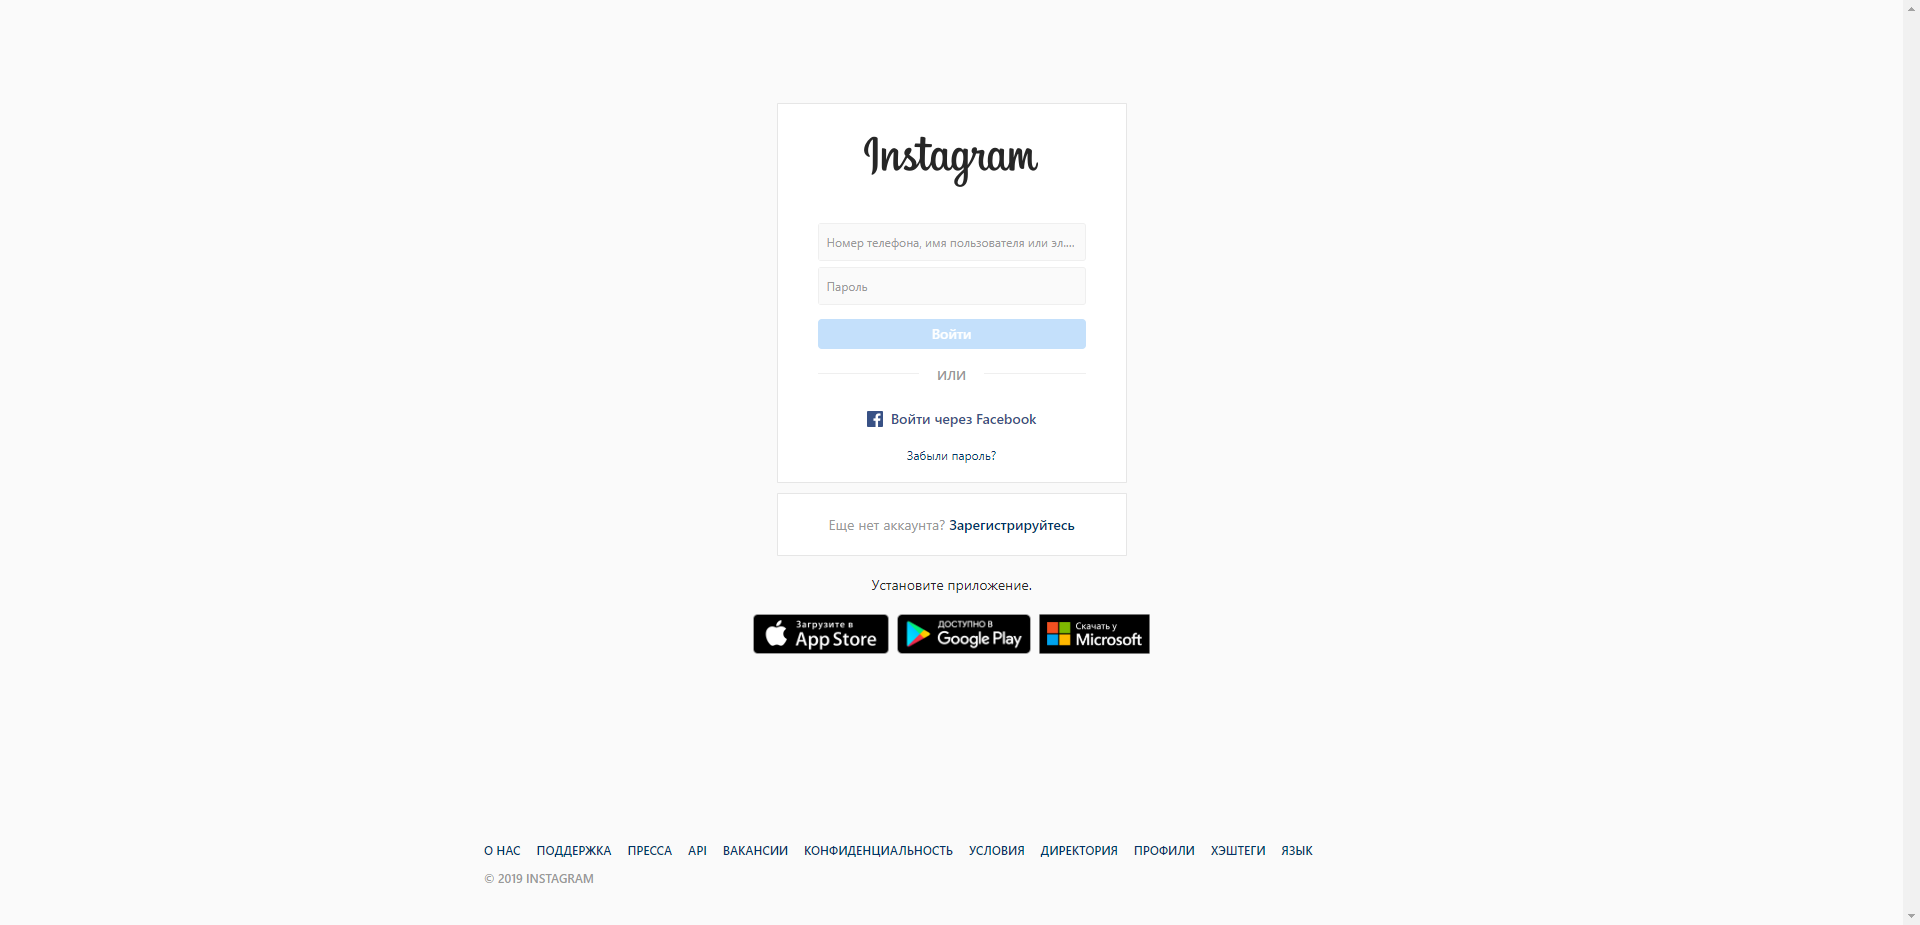 Instagram
Номер телефона, имя пользователя или эл....
Пароль
Войти
ИЛИ
Войти через Facebook
Забыли пароль?
Еще нет аккаунта? Зарегистрируйтесь
Установите приложение.
Загрузите в
App Store
ДОСТУПНО В
Google Play
Скачать у
Microsoft
О НАС ПОДДЕРЖКА ПРЕССА API ВАКАНСИИ КОНФИДЕНЦИАЛЬНОСТЬ УСЛОВИЯ ДИРЕКТОРИЯ ПРОФИЛИ ХЭШТЕГИ ЯЗЫК
© 2019 INSTAGRAM